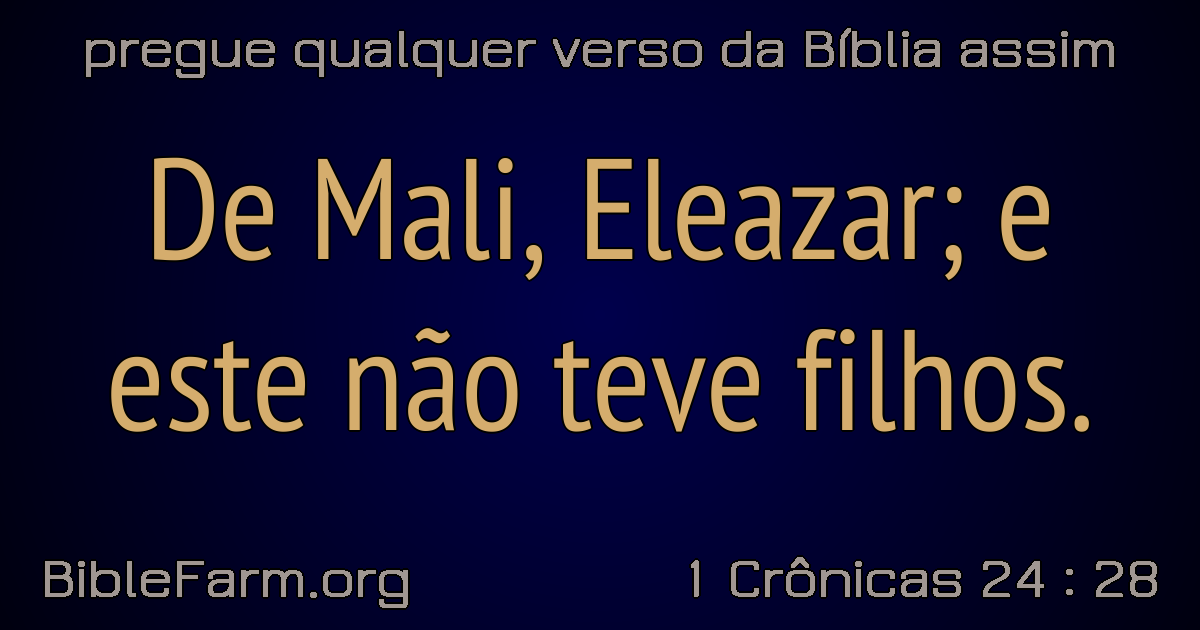 pregue qualquer verso da Bíblia assim
De Mali, Eleazar; e
este não teve filhos.
BibleFarm.org
1 Crônicas 24 : 28